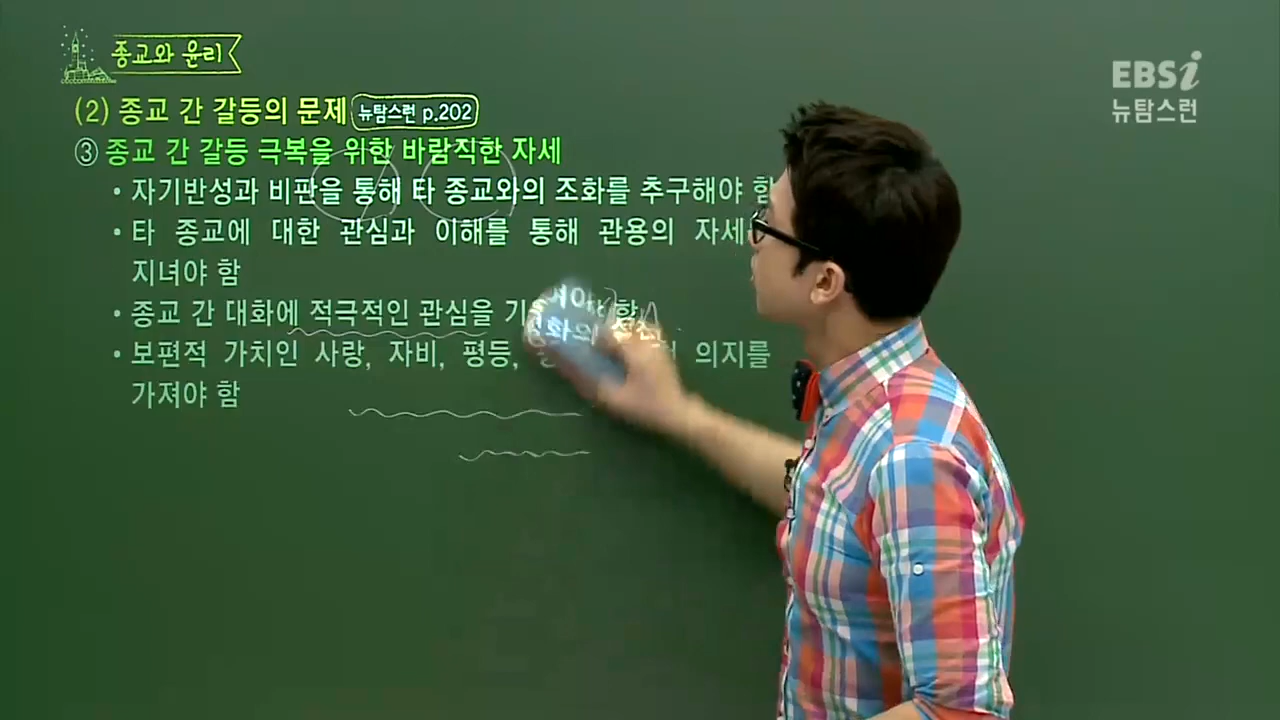 종교와 윤리
EBSi
뉴탐스런
(2) 종교 간 갈등의 문제 뉴탐스런 p.202
③ 종교 간 갈등 극복을 위한 바람직한 자세
• 자기반성과 비판을 통해 타 종교와의 조화를 추구해야 함
• 타 종교에 대한 관심과 이해를 통해 관용의 자세
지녀야 함
• 종교 간 대화에 적극적인 관심을 함
• 보편적 가치인 사랑, 자비, 평등, 의지를
가져야 함